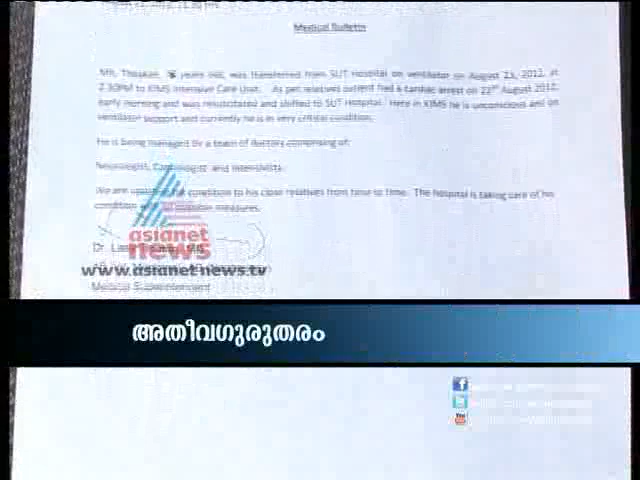 Medical Bulletin
Mr. Thilakan, years old, was transferred from SUT Hospital on ventilator on August 23, 2012, at
2.30PM to KIMS Intensive Care Unit. As per relatives patient had a cardiac arrest on 22nd August 2012,
early morning and was resuscitated and shifted to SUT Hospital. Here in KIMS he is unconscious and on
ventilator support and currently he is in very critical condition.
He is being managed by a team of doctors comprising of:
Neurologist, Cardiologist and Intensivists.
We are condition to his close relatives from time to time. The hospital is taking care of his
condition measures.
asianet
news
Dr.
www.asianetnews.tv
Medical Superintendent
അതീവഗുരുതരം
f
You